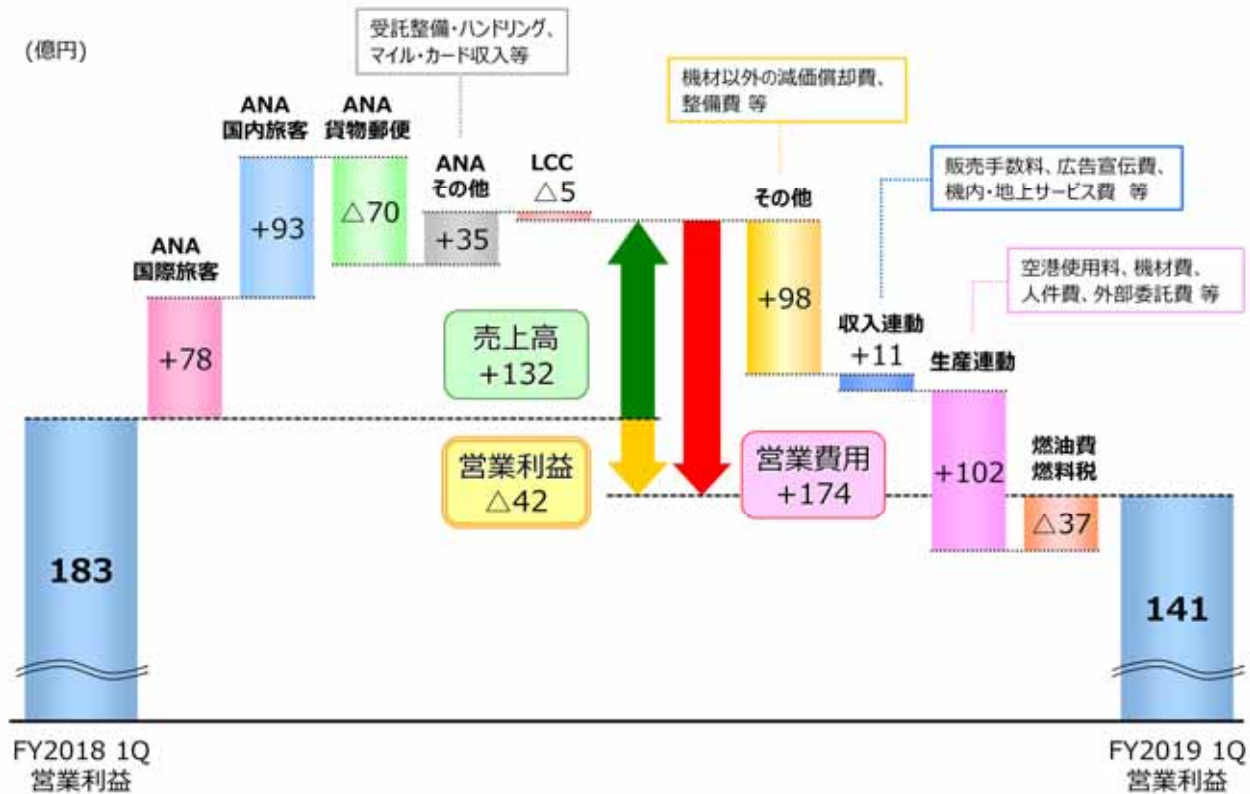 (億円)
受託整備・ハンドリング、
マイル・カード収入等
機材以外の減価償却費、
整備費 等
販売手数料、広告宣伝費、
機内・地上サービス費 等
空港使用料、機材費、
人件費、外部委託費 等
183
ANA
国際旅客
+78
ANA
国内旅客
+93
ANA
貨物郵便
△70
ANA
その他
+35
LCC
△5
売上高
+132
営業利益
△42
営業費用
+174
その他
+98
収入連動
+11
生産連動
+102
燃油費
燃料税
△37
141
FY2018 1Q
営業利益
FY2019 1Q
営業利益